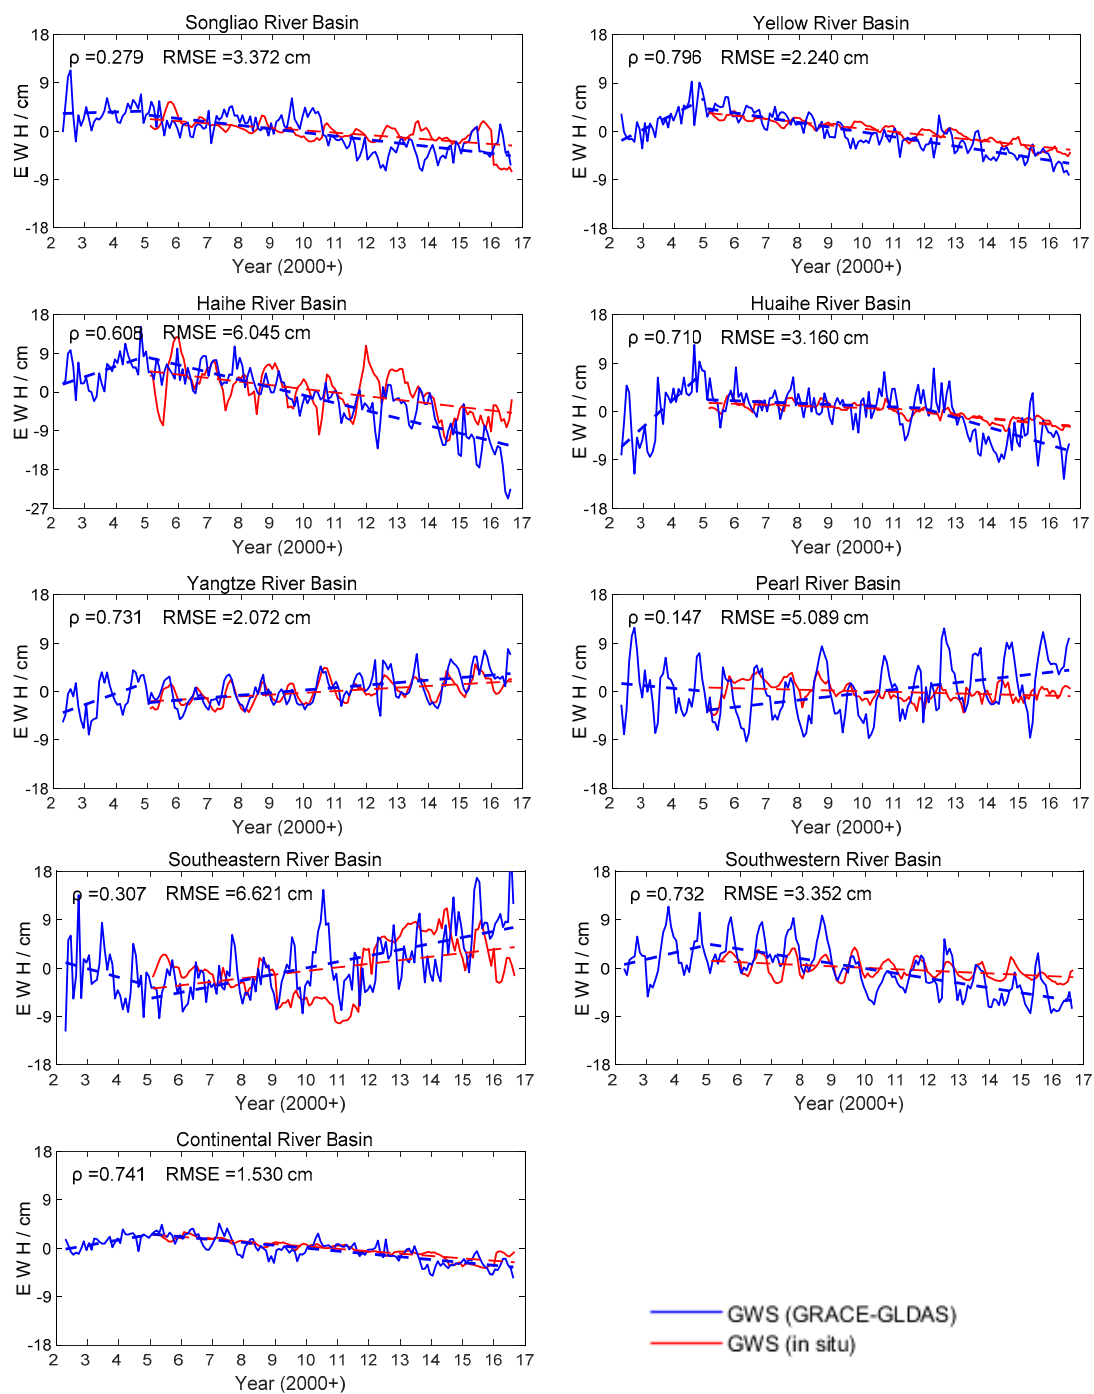 Songliao River Basin
ρ =0.279 RMSE =3.372 cm
18
9
0
-9
-18
E W H / cm
2 3 4 5 6 7 8 9 10 11 12 13 14 15 16 17
Year (2000+)
Yellow River Basin
ρ =0.796 RMSE =2.240 cm
18
9
0
-9
-18
E W H / cm
2 3 4 5 6 7 8 9 10 11 12 13 14 15 16 17
Year (2000+)
Haihe River Basin
ρ =0.608 RMSE =6.045 cm
18
9
0
-9
-18
-27
E W H / cm
2 3 4 5 6 7 8 9 10 11 12 13 14 15 16 17
Year (2000+)
Huaihe River Basin
ρ =0.710 RMSE =3.160 cm
18
9
0
-9
-18
E W H / cm
2 3 4 5 6 7 8 9 10 11 12 13 14 15 16 17
Year (2000+)
Yangtze River Basin
ρ =0.731 RMSE =2.072 cm
18
9
0
-9
-18
E W H / cm
2 3 4 5 6 7 8 9 10 11 12 13 14 15 16 17
Year (2000+)
Pearl River Basin
ρ =0.147 RMSE =5.089 cm
18
9
0
-9
-18
E W H / cm
2 3 4 5 6 7 8 9 10 11 12 13 14 15 16 17
Year (2000+)
Southeastern River Basin
ρ =0.307 RMSE =6.621 cm
18
9
0
-9
-18
E W H / cm
2 3 4 5 6 7 8 9 10 11 12 13 14 15 16 17
Year (2000+)
Southwestern River Basin
ρ =0.732 RMSE =3.352 cm
18
9
0
-9
-18
E W H / cm
2 3 4 5 6 7 8 9 10 11 12 13 14 15 16 17
Year (2000+)
Continental River Basin
ρ =0.741 RMSE =1.530 cm
18
9
0
-9
-18
E W H / cm
2 3 4 5 6 7 8 9 10 11 12 13 14 15 16 17
Year (2000+)
GWS (GRACE-GLDAS)
GWS (in situ)